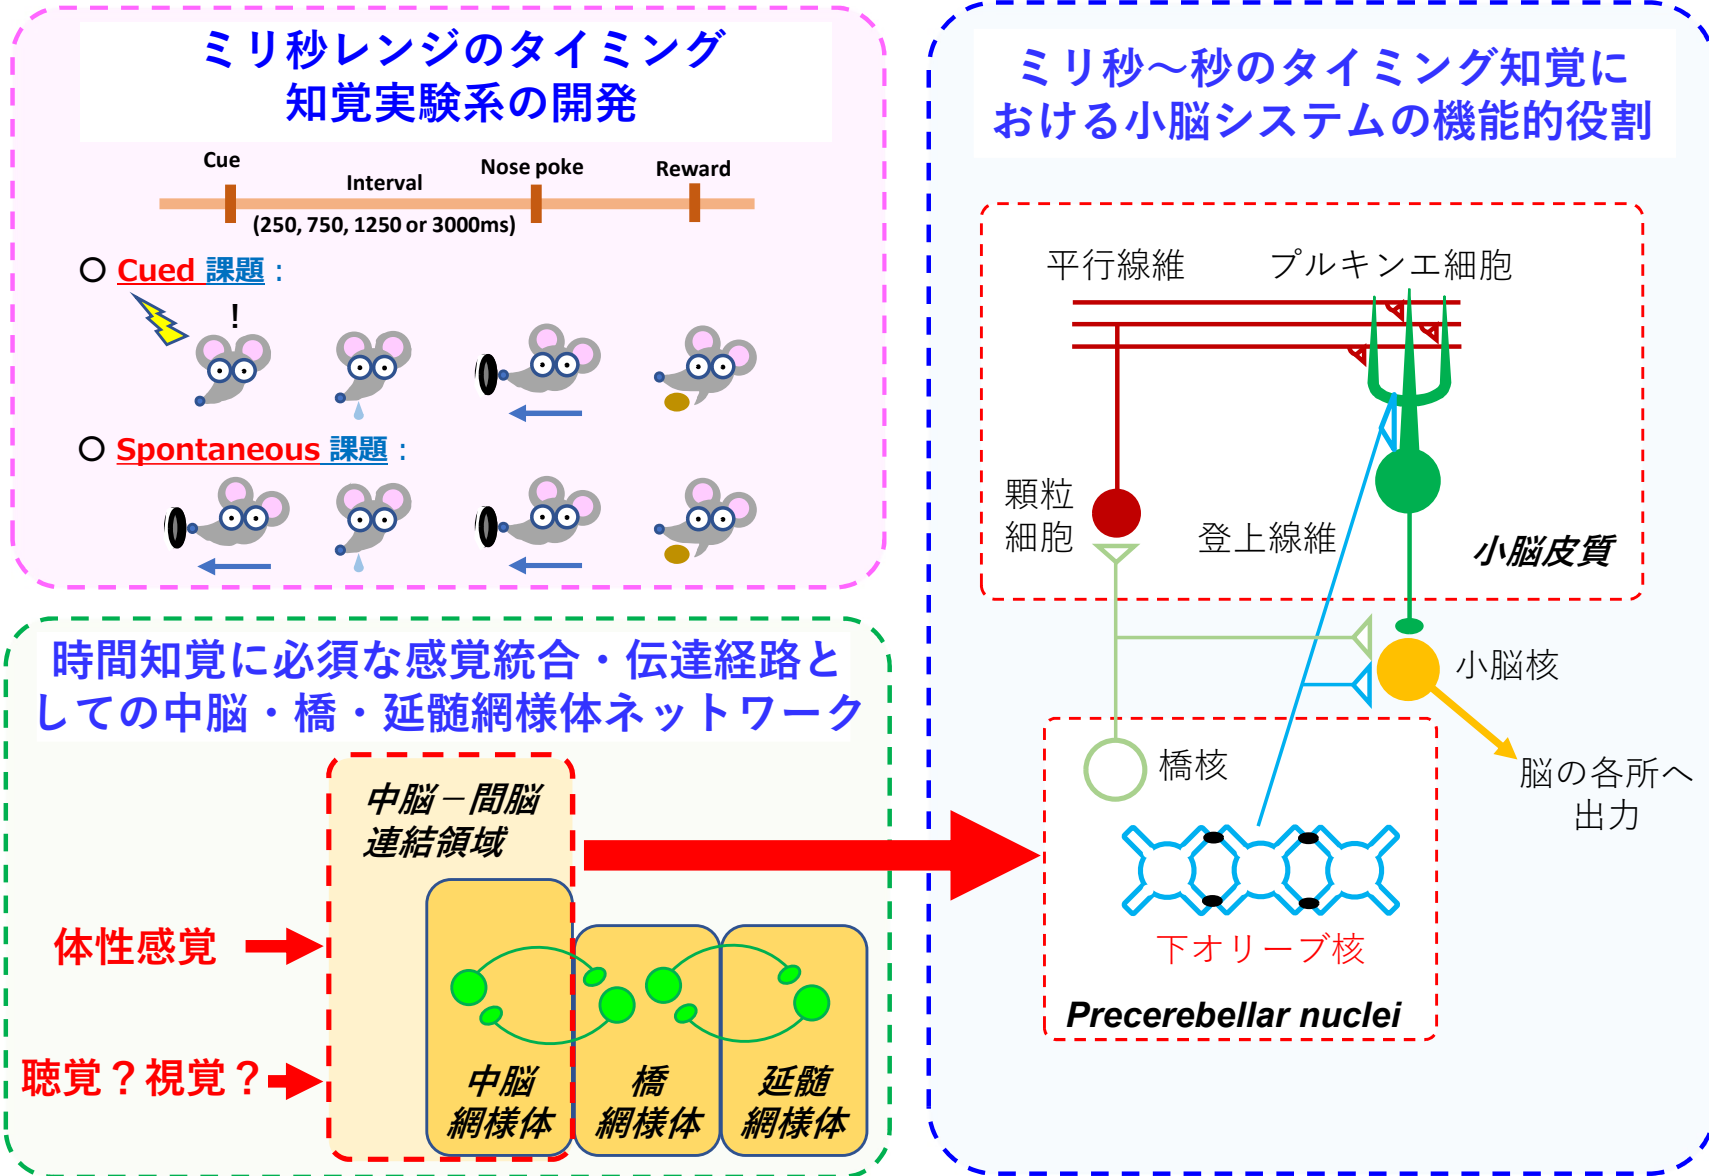 ミリ秒レンジのタイミング
知覚実験系の開発
Cue
Interval
Nose poke
Reward
(250, 750, 1250 or 3000ms)
○ Cued 課題：
!
○ Spontaneous 課題：
時間知覚に必須な感覚統合・伝達経路と
しての中脳・橋・延髄網様体ネットワーク
中脳－間脳
連結領域
体性感覚
聴覚？視覚？
中脳
網様体
橋
網様体
延髄
網様体
ミリ秒～秒のタイミング知覚に
おける小脳システムの機能的役割
平行線維
プルキンエ細胞
顆粒
細胞
登上線維
小脳皮質
小脳核
橋核
脳の各所へ
出力
下オリーブ核
Precerebellar nuclei